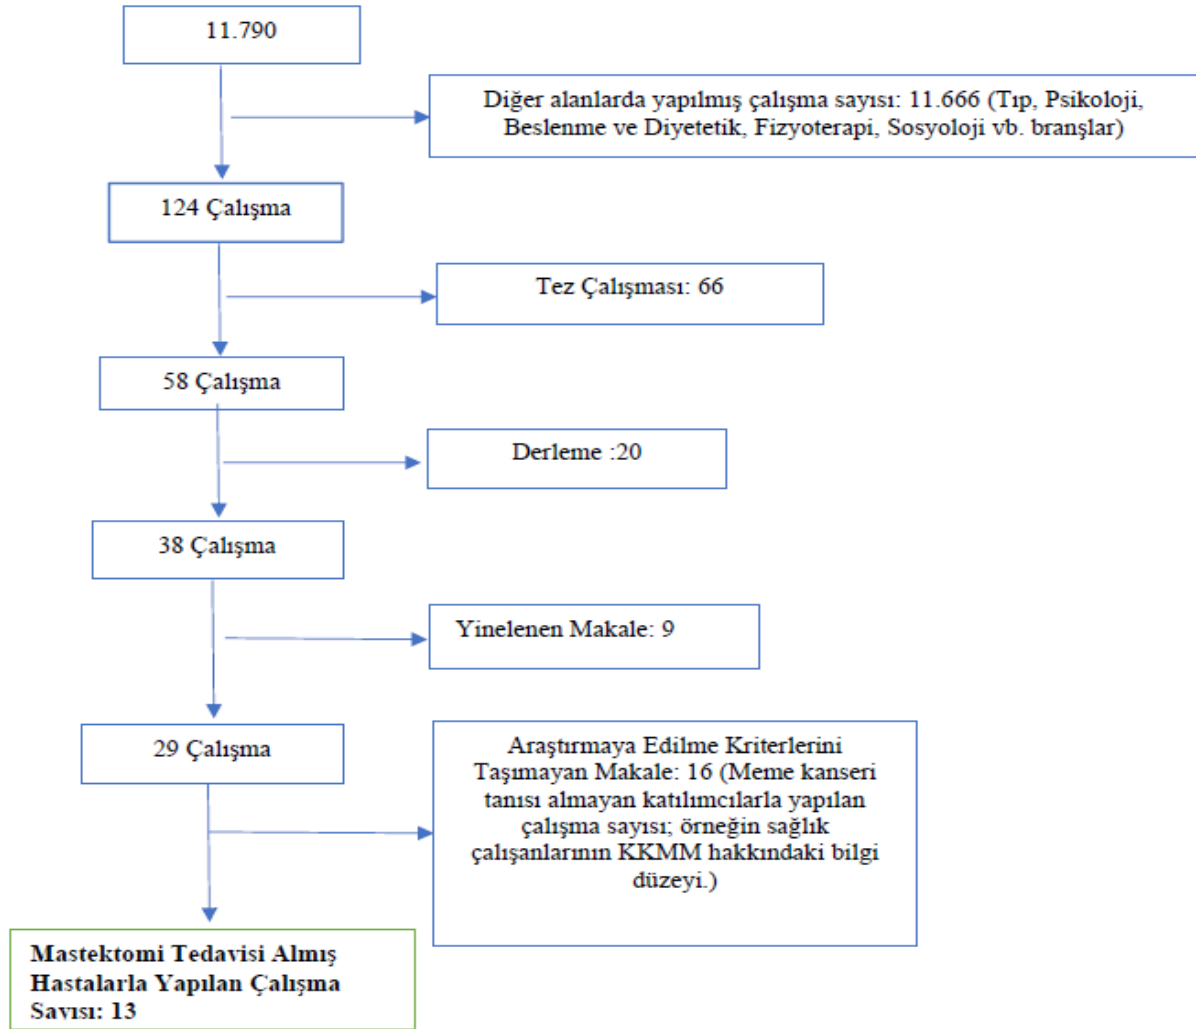 11.790
Diğer alanlarda yapılmış çalışma sayısı: 11.666 (Tıp, Psikoloji,
Beslenme ve Diyetetik, Fizyoterapi, Sosyoloji vb. branşlar)
124 Çalışma
Tez Çalışması: 66
58 Çalışma
Derleme :20
38 Çalışma
Yinelenen Makale: 9
29 Çalışma
Araştırmaya Edilme Kriterlerini
Taşımayan Makale: 16 (Meme kanseri
tanısı almayan katılımcılarla yapılan
çalışma sayısı; örneğin sağlık
çalışanlarının KKMM hakkındaki bilgi
düzeyi.)
Mastektomi Tedavisi Almış
Hastalarla Yapılan Çalışma
Sayısı: 13